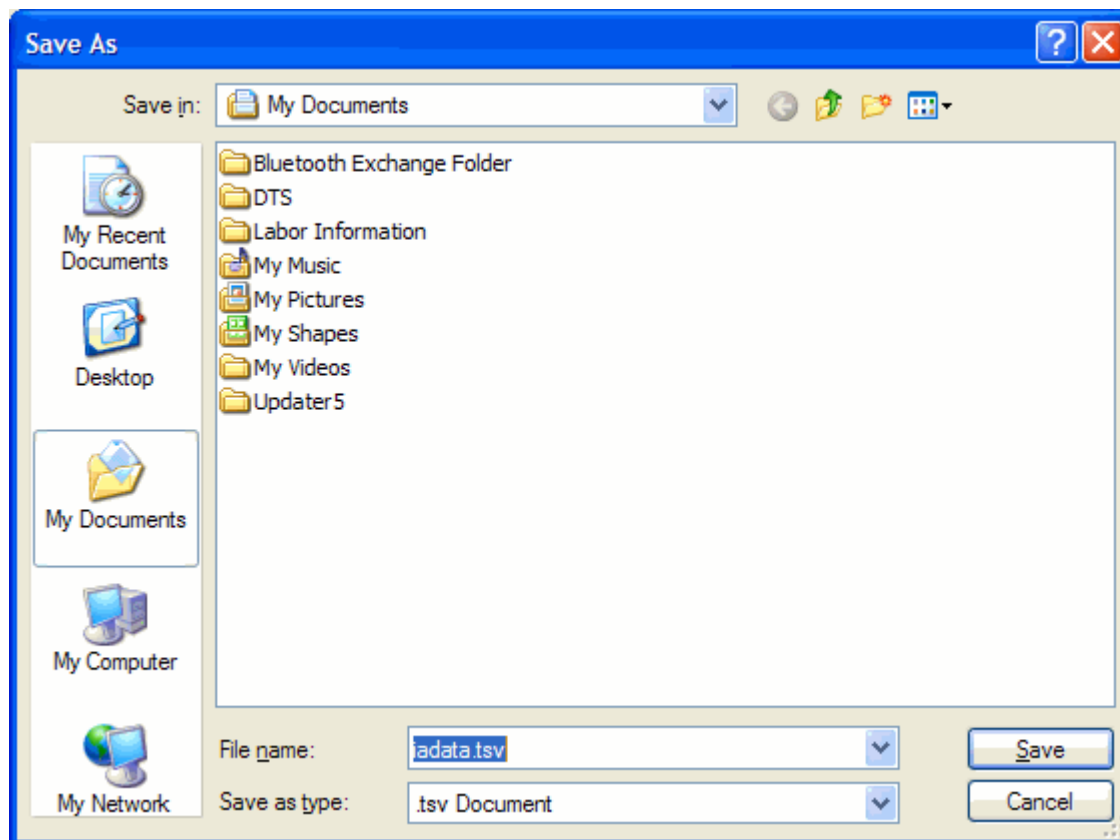 Save As
Save in: My Documents
My Recent
Documents
Desktop
My Documents
My Computer
My Network
Bluetooth Exchange Folder
DTS
Labor Information
My Music
My Pictures
My Shapes
My Videos
Updater5
File name: iadata.tsv
Save
Save as type: .tsv Document
Cancel